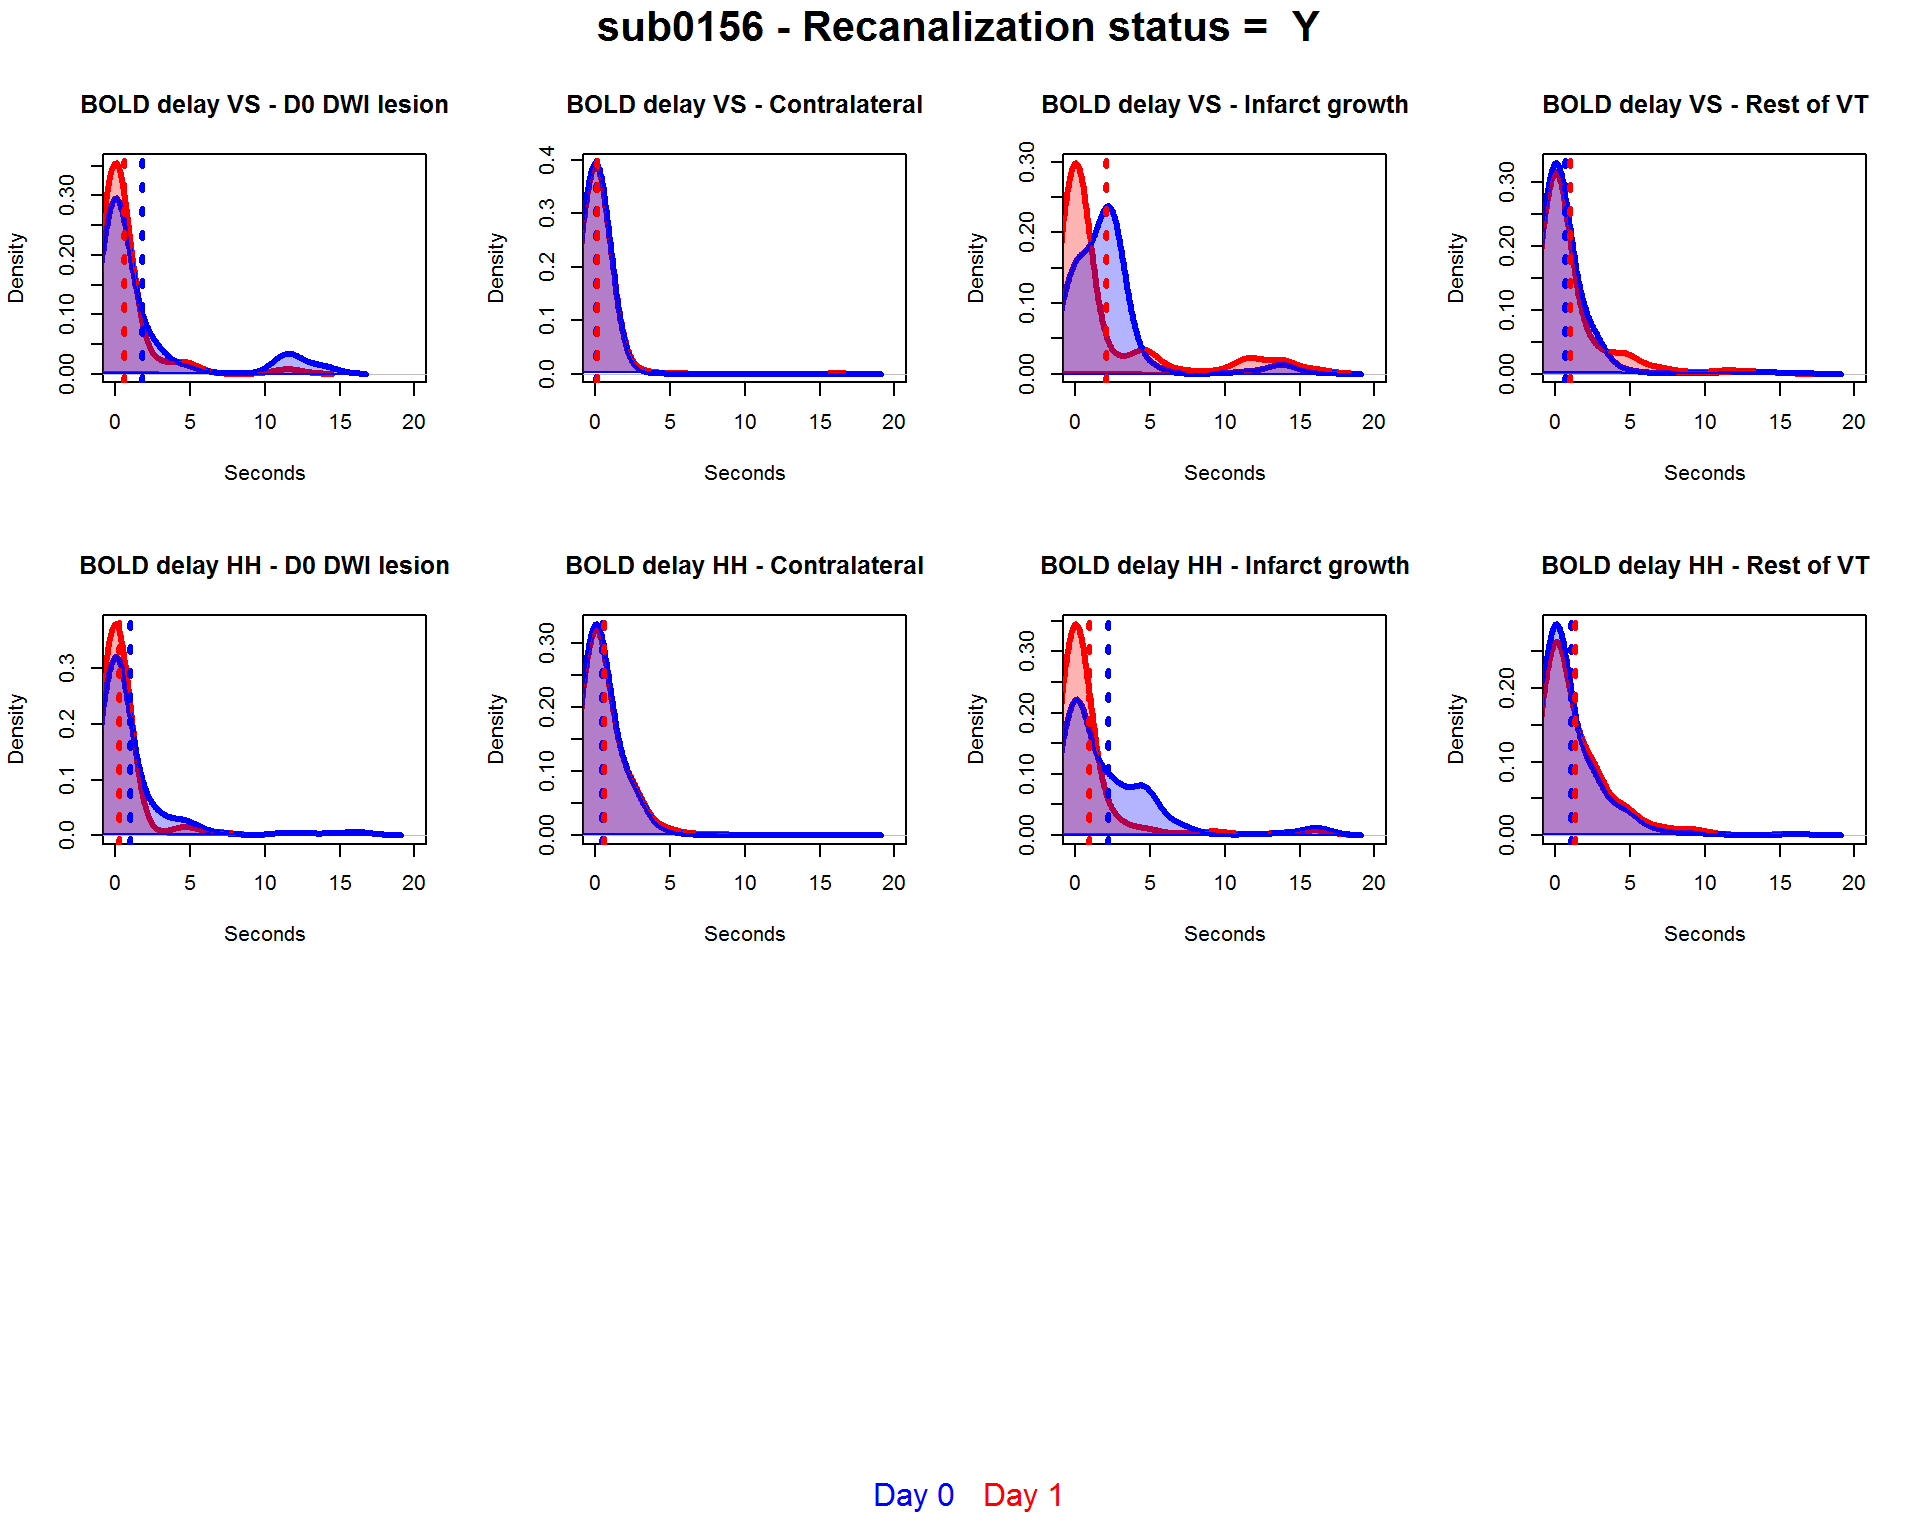 sub0156 - Recanalization status =  Y
BOLD delay VS - D0 DWI lesion
Density
0.00 0.10 0.20 0.30
0 5 10 15 20
Seconds
BOLD delay VS - Contralateral
Density
0.0 0.1 0.2 0.3 0.4
0 5 10 15 20
Seconds
BOLD delay VS - Infarct growth
Density
0.00 0.10 0.20 0.30
0 5 10 15 20
Seconds
BOLD delay VS - Rest of VT
Density
0.00 0.10 0.20 0.30
0 5 10 15 20
Seconds
BOLD delay HH - D0 DWI lesion
Density
0.0 0.1 0.2 0.3
0 5 10 15 20
Seconds
BOLD delay HH - Contralateral
Density
0.00 0.10 0.20 0.30
0 5 10 15 20
Seconds
BOLD delay HH - Infarct growth
Density
0.00 0.10 0.20 0.30
0 5 10 15 20
Seconds
BOLD delay HH - Rest of VT
Density
0.00 0.10 0.20
0 5 10 15 20
Seconds
Day 0 Day 1